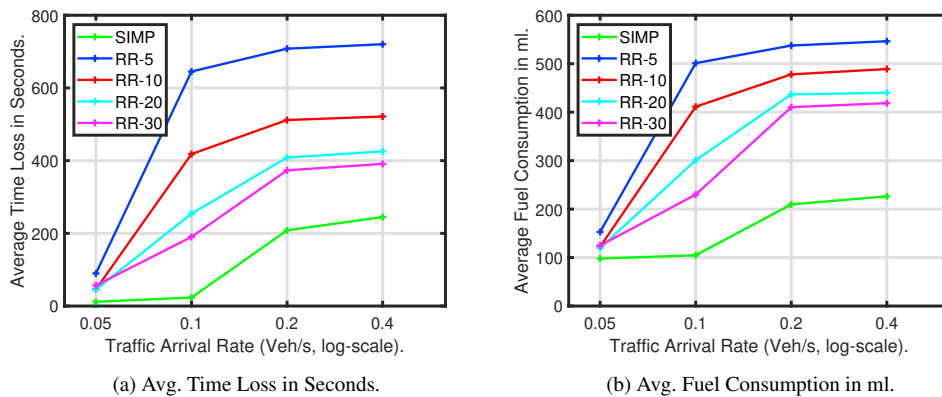 Average Time Loss in Seconds.
800
600
400
200
0
SIMP
RR-5
RR-10
RR-20
RR-30
0.05 0.1 0.2 0.4
Traffic Arrival Rate (Veh/s, log-scale).
(a) Avg. Time Loss in Seconds.
Average Fuel Consumption in ml.
600
500
400
300
200
100
0
SIMP
RR-5
RR-10
RR-20
RR-30
0.05 0.1 0.2 0.4
Traffic Arrival Rate (Veh/s, log-scale).
(b) Avg. Fuel Consumption in ml.